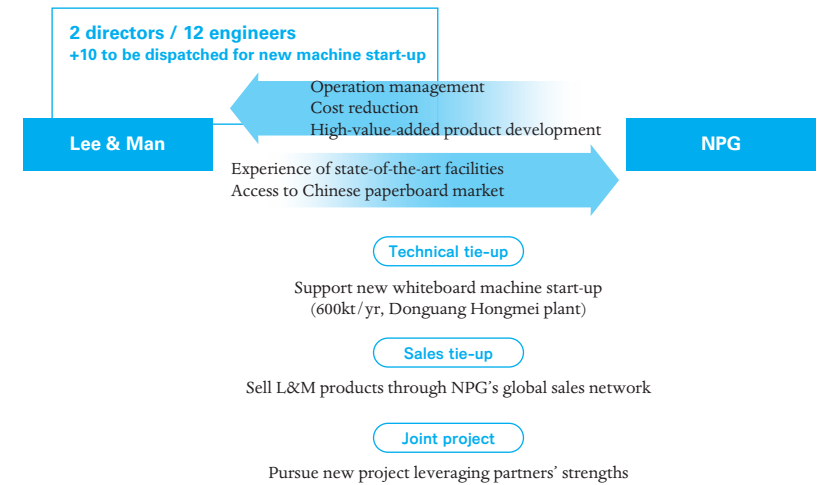 2 directors / 12 engineers
+10 to be dispatched for new machine start-up
Operation management
Cost reduction
High-value-added product development
Lee & Man
NPG
Experience of state-of-the-art facilities
Access to Chinese paperboard market
Technical tie-up
Support new whiteboard machine start-up
(600kt/yr, Donguang Hongmei plant)
Sales tie-up
Sell L&M products through NPG's global sales network
Joint project
Pursue new project leveraging partners' strengths